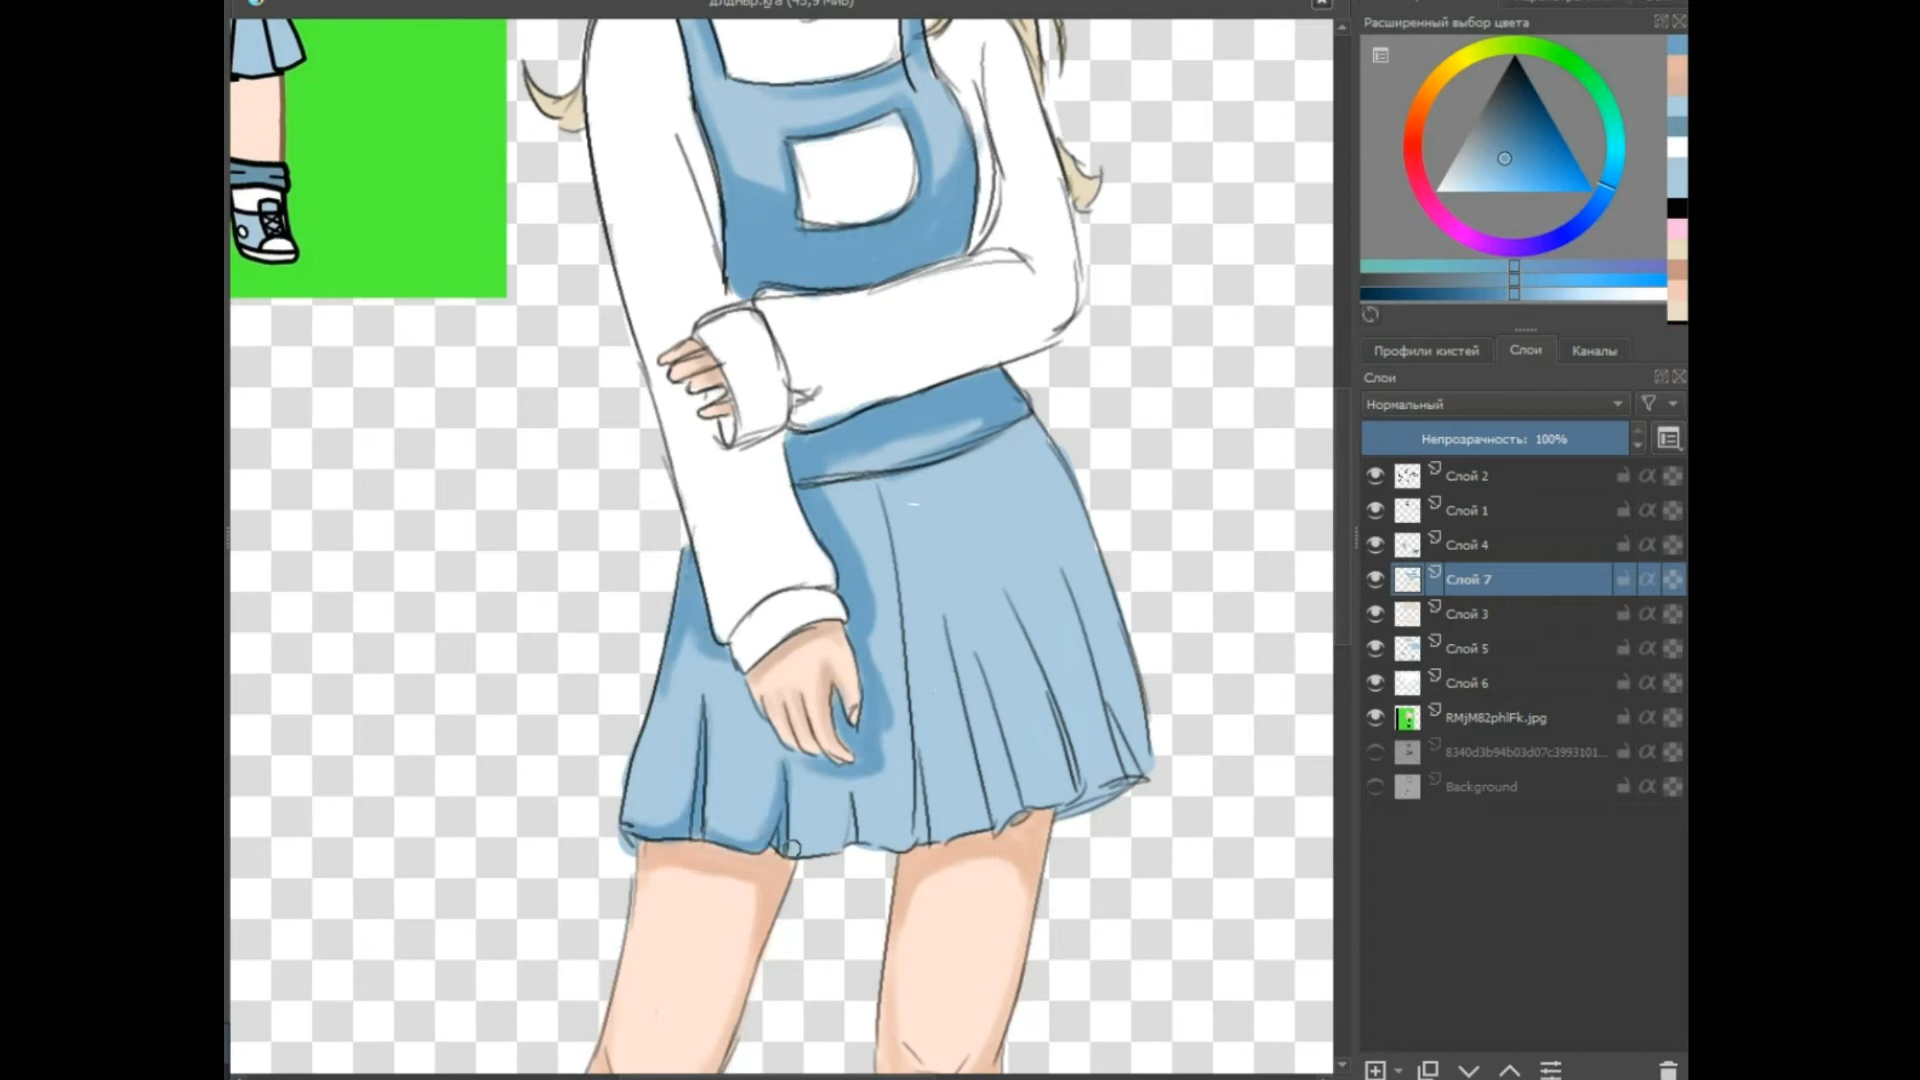 Расширенный выбор цвета
Профили кистей
Слои
Каналы
Слои
Нормальный
Непрозрачность: 100%
Слой 2
Слой 1
Слой 4
Слой 7
Слой 3
Слой 5
Слой 6
RMjM82phlFk.jpg
8340d3b94b03d07c3993101...
Background